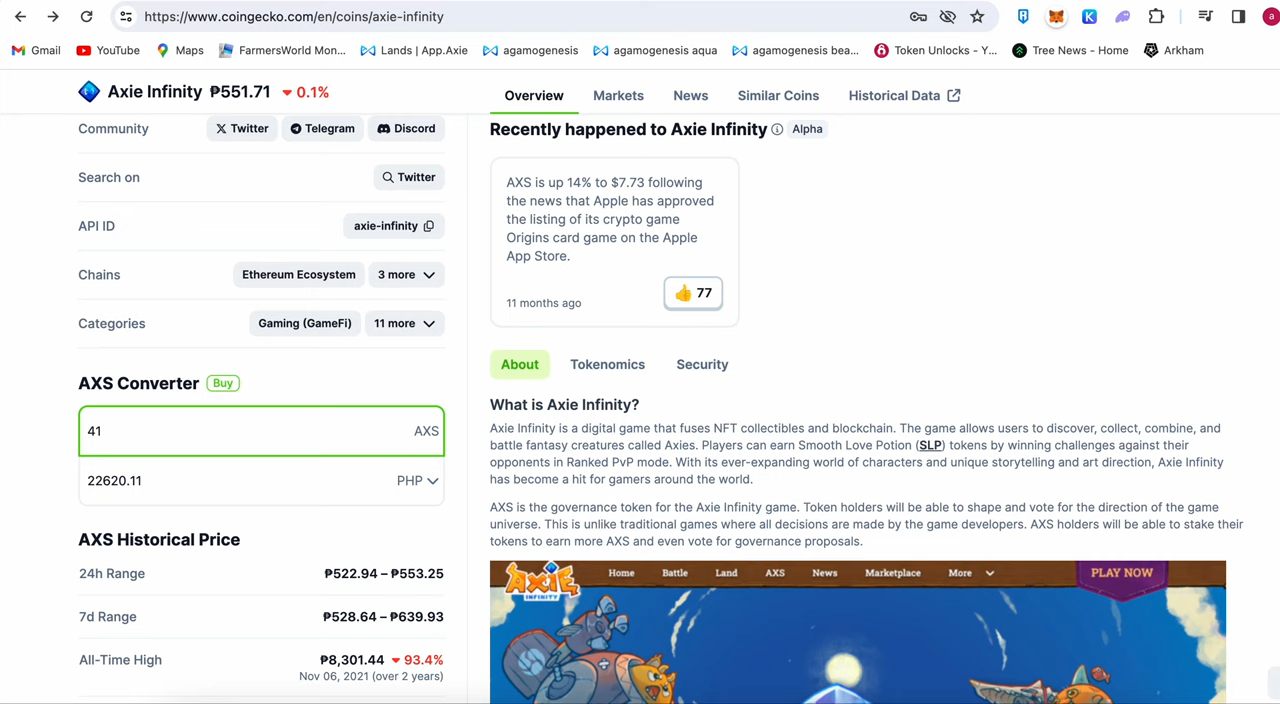 https://www.coingecko.com/en/coins/axie-infinity
a
Gmail
YouTube
Maps
FarmersWorld Mon...
Lands | App.Axie
agamogenesis
agamogenesis aqua
agamogenesis bea...
Token Unlocks - Y...
Tree News - Home
Arkham
Axie Infinity ₱551.71 0.1%
Overview
Markets
News
Similar Coins
Historical Data
Community
Twitter
Telegram
Discord
Search on
Twitter
API ID
axie-infinity
Chains
Ethereum Ecosystem
3 more
Categories
Gaming (GameFi)
11 more
AXS Converter Buy
41 AXS
22620.11 PHP
AXS Historical Price
24h Range ₱522.94 – ₱553.25
7d Range ₱528.64 – ₱639.93
All-Time High ₱8,301.44 93.4%
Nov 06, 2021 (over 2 years)
Recently happened to Axie Infinity Alpha
AXS is up 14% to $7.73 following
the news that Apple has approved
the listing of its crypto game
Origins card game on the Apple
App Store.
11 months ago
👍 77
About
Tokenomics
Security
What is Axie Infinity?
Axie Infinity is a digital game that fuses NFT collectibles and blockchain. The game allows users to discover, collect, combine, and
battle fantasy creatures called Axies. Players can earn Smooth Love Potion (SLP) tokens by winning challenges against their
opponents in Ranked PvP mode. With its ever-expanding world of characters and unique storytelling and art direction, Axie Infinity
has become a hit for gamers around the world.
AXS is the governance token for the Axie Infinity game. Token holders will be able to shape and vote for the direction of the game
universe. This is unlike traditional games where all decisions are made by the game developers. AXS holders will be able to stake their
tokens to earn more AXS and even vote for governance proposals.
AXIE
INFINITY
Home
Battle
Land
AXS
News
Marketplace
More
PLAY NOW